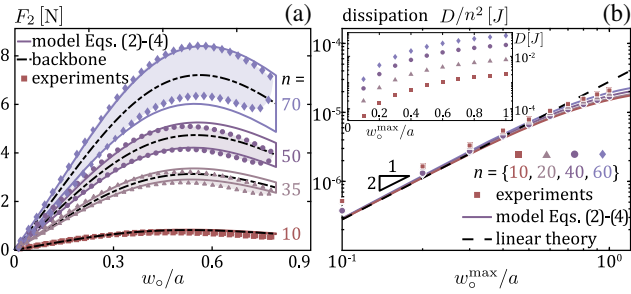 F₂ [N]
(a)
8
6
4
2
0
model Eqs. (2)-(4)
backbone
experiments
n =
70
50
35
10
0
0.3
0.6
0.9
w∘/a
dissipation D/n² [J]
(b)
10⁻⁴
10⁻⁵
10⁻⁶
D[J]
10⁻²
10⁻⁴
0
0.2
0.4
0.6
0.8
1
w∘ᵐᵃˣ/a
1
2
n = {10, 20, 40, 60}
experiments
model Eqs. (2)-(4)
linear theory
10⁻¹
10⁰
w∘ᵐᵃˣ/a